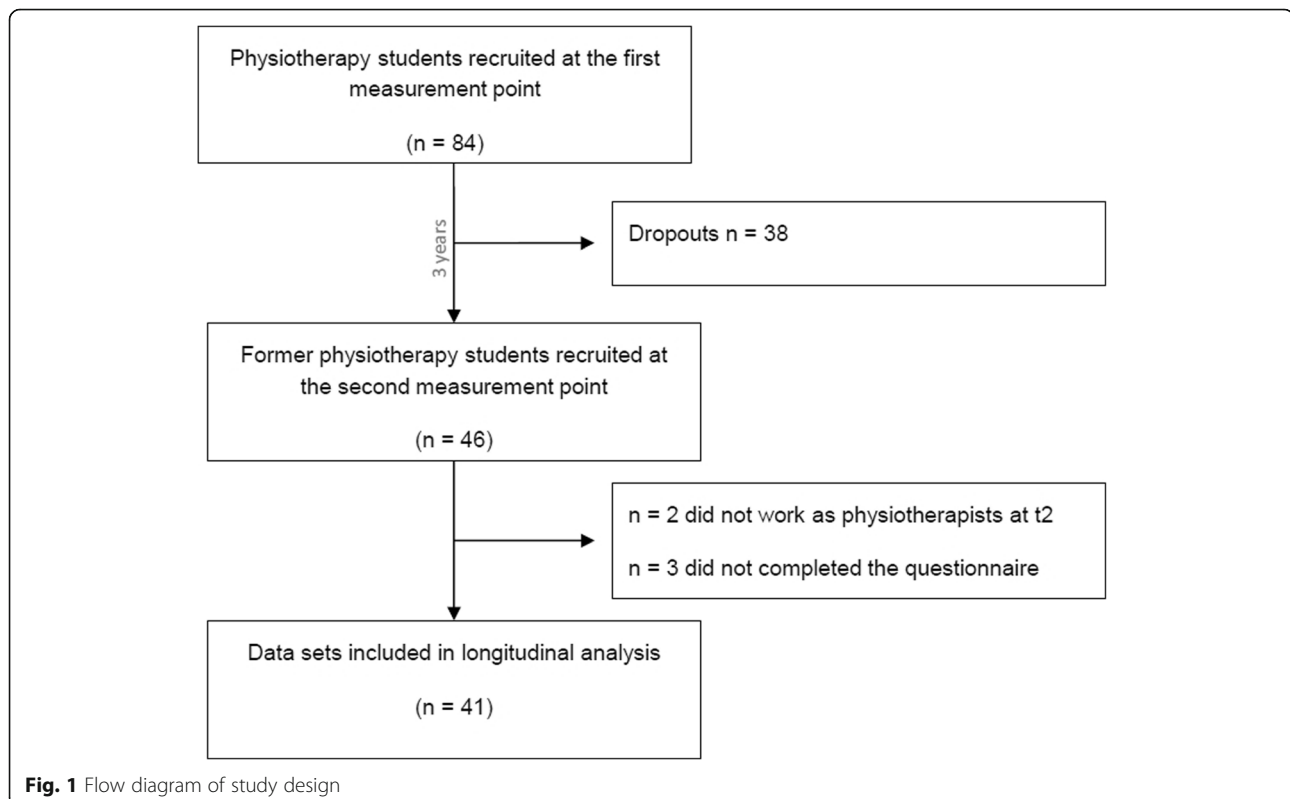 Physiotherapy students recruited at the first
measurement point
(n = 84)
3 years
Dropouts n = 38
Former physiotherapy students recruited at
the second measurement point
(n = 46)
n = 2 did not work as physiotherapists at t2
n = 3 did not completed the questionnaire
Data sets included in longitudinal analysis
(n = 41)
Fig. 1 Flow diagram of study design